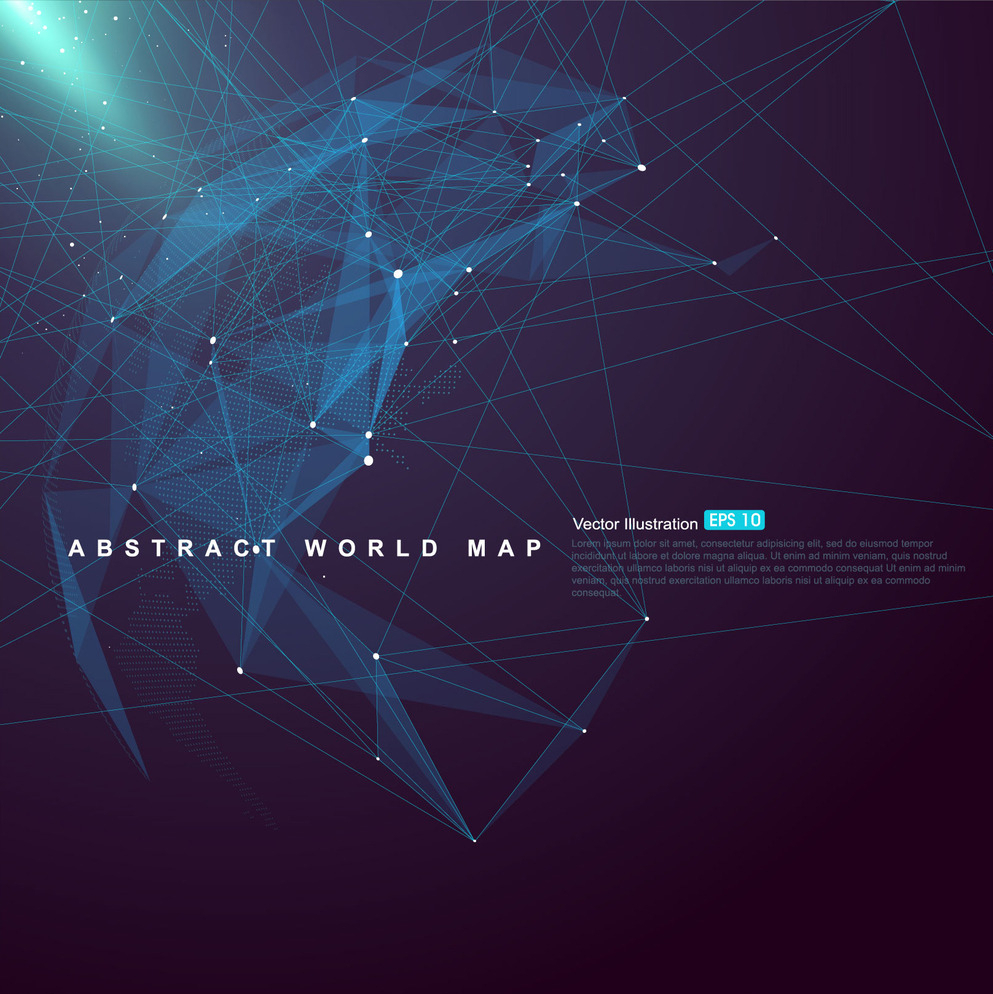 Vector Illustration EPS 10
ABSTRACT WORLD MAP
Lorem ipsum dolor sit amet, consectetur adipisicing elit, sed do eiusmod tempor
incididunt ut labore et dolore magna aliqua. Ut enim ad minim veniam, quis nostrud
exercitation ullamco laboris nisi ut aliquip ex ea commodo consequat Ut enim ad minim
veniam, quis nostrud exercitation ullamco laboris nisi ut aliquip ex ea commodo
consequat.